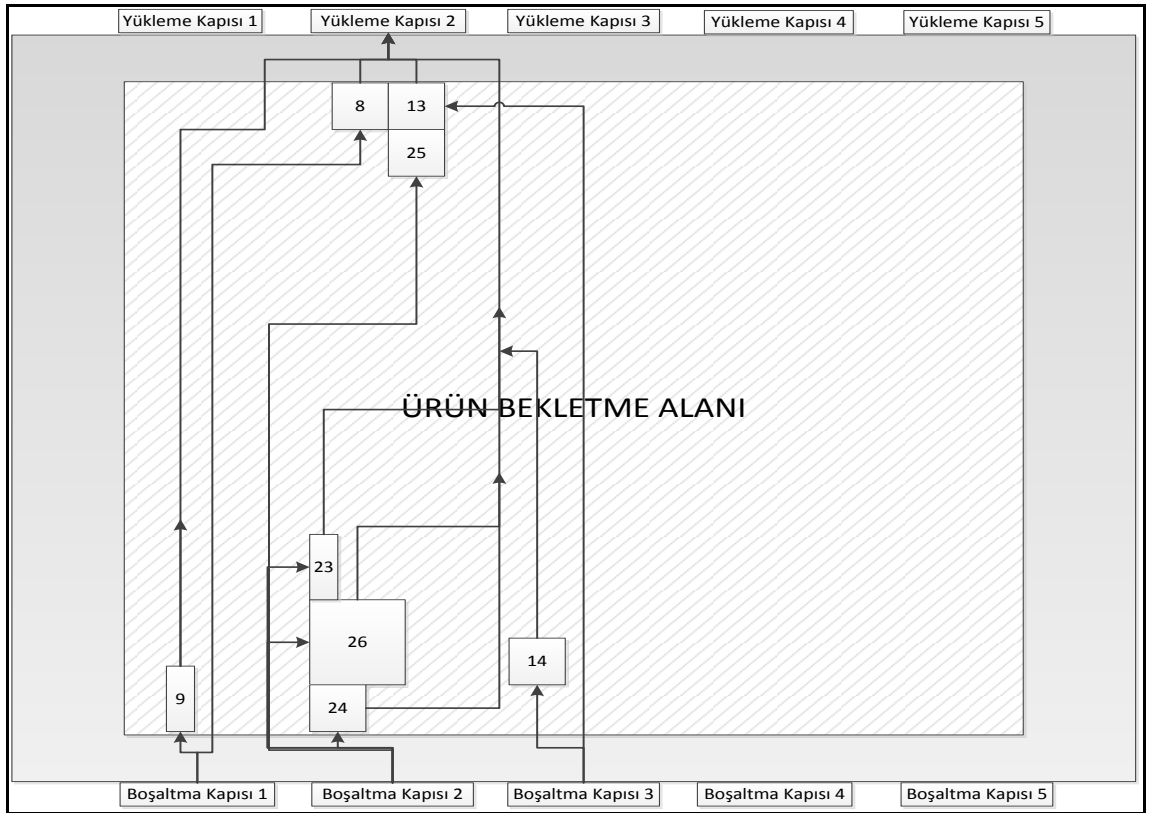 Yükleme Kapısı 1
Yükleme Kapısı 2
Yükleme Kapısı 3
Yükleme Kapısı 4
Yükleme Kapısı 5
8
13
25
ÜRÜN BEKLETME ALANI
23
26
14
9
24
Boşaltma Kapısı 1
Boşaltma Kapısı 2
Boşaltma Kapısı 3
Boşaltma Kapısı 4
Boşaltma Kapısı 5